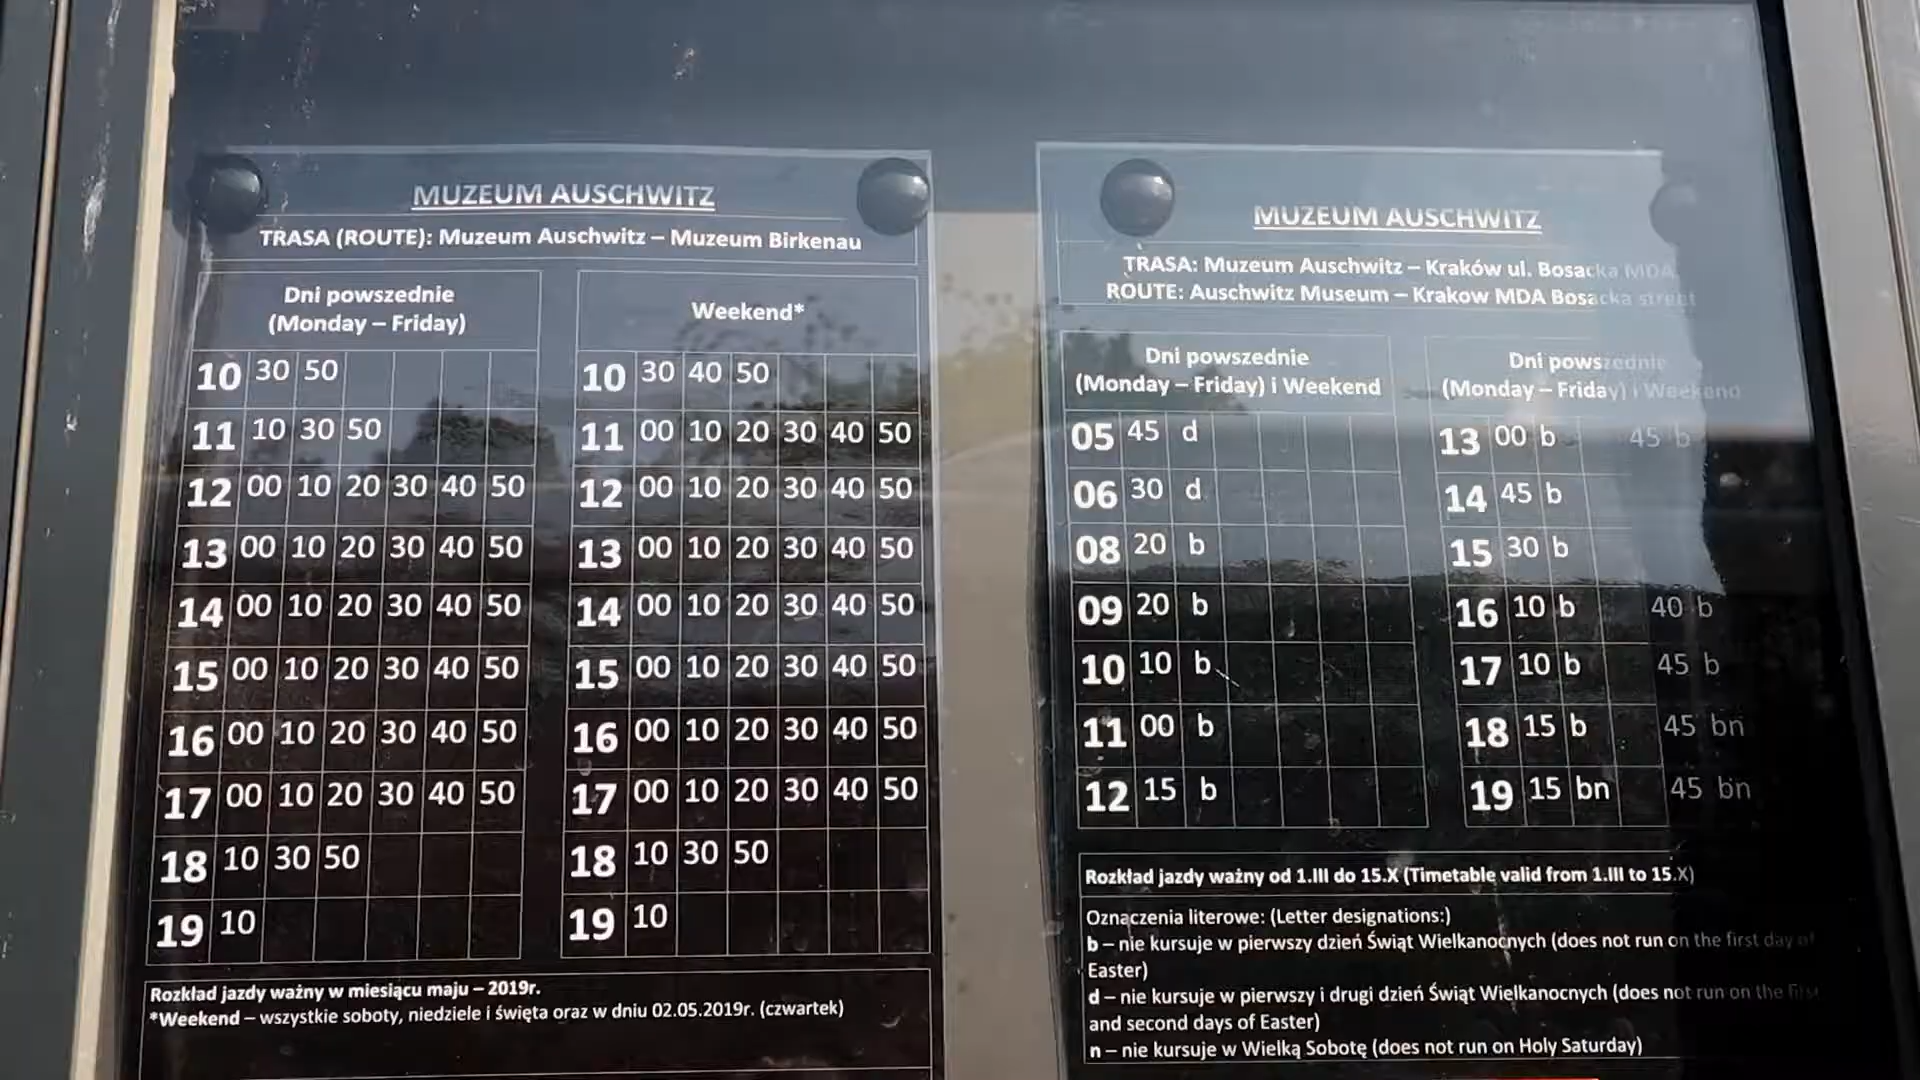 MUZEUM AUSCHWITZ
TRASA (ROUTE): Muzeum Auschwitz – Muzeum Birkenau
Dni powszednie
(Monday – Friday)
10 30 50
11 10 30 50
12 00 10 20 30 40 50
13 00 10 20 30 40 50
14 00 10 20 30 40 50
15 00 10 20 30 40 50
16 00 10 20 30 40 50
17 00 10 20 30 40 50
18 10 30 50
19 10
Weekend*
10 30 40 50
11 00 10 20 30 40 50
12 00 10 20 30 40 50
13 00 10 20 30 40 50
14 00 10 20 30 40 50
15 00 10 20 30 40 50
16 00 10 20 30 40 50
17 00 10 20 30 40 50
18 10 30 50
19 10
Rozkład jazdy ważny w miesiącu maju – 2019r.
*Weekend – wszystkie soboty, niedziele i święta oraz w dniu 02.05.2019r. (czwartek)
MUZEUM AUSCHWITZ
TRASA: Muzeum Auschwitz – Kraków ul. Bosacka MDA
ROUTE: Auschwitz Museum – Krakow MDA Bosacka street
Dni powszednie
(Monday – Friday) i Weekend
05 45 d
06 30 d
08 20 b
09 20 b
10 10 b
11 00 b
12 15 b
Dni powszednie
(Monday – Friday) i Weekend
13 00 b 45 b
14 45 b
15 30 b
16 10 b 40 b
17 10 b 45 b
18 15 b 45 bn
19 15 bn 45 bn
Rozkład jazdy ważny od 1.III do 15.X (Timetable valid from 1.III to 15.X)
Oznaczenia literowe: (Letter designations:)
b – nie kursuje w pierwszy dzień Świąt Wielkanocnych (does not run on the first day of
Easter)
d – nie kursuje w pierwszy i drugi dzień Świąt Wielkanocnych (does not run on the first
and second days of Easter)
n – nie kursuje w Wielką Sobotę (does not run on Holy Saturday)